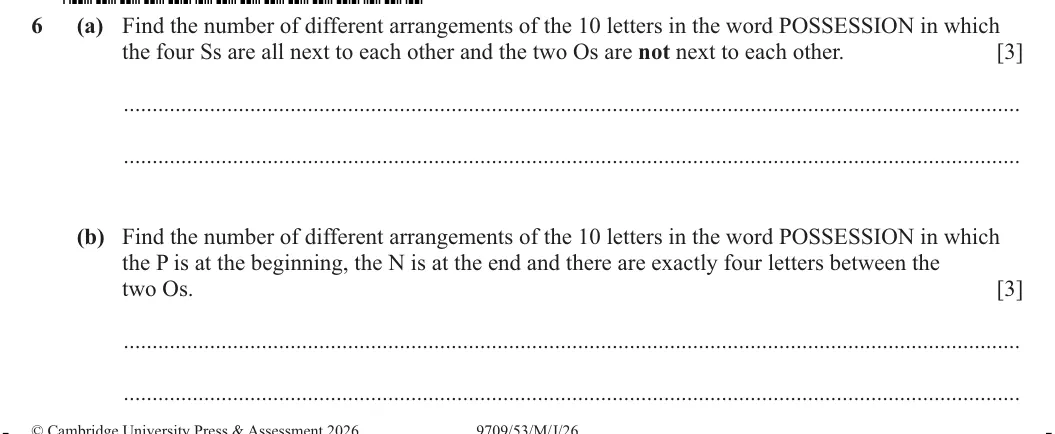 6 (a) Find the number of different arrangements of the 10 letters in the word POSSESSION in which
the four Ss are all next to each other and the two Os are not next to each other. [3]
(b) Find the number of different arrangements of the 10 letters in the word POSSESSION in which
the P is at the beginning, the N is at the end and there are exactly four letters between the
two Os. [3]
© Cambridge University Press & Assessment 2026 9709/53/M/J/26